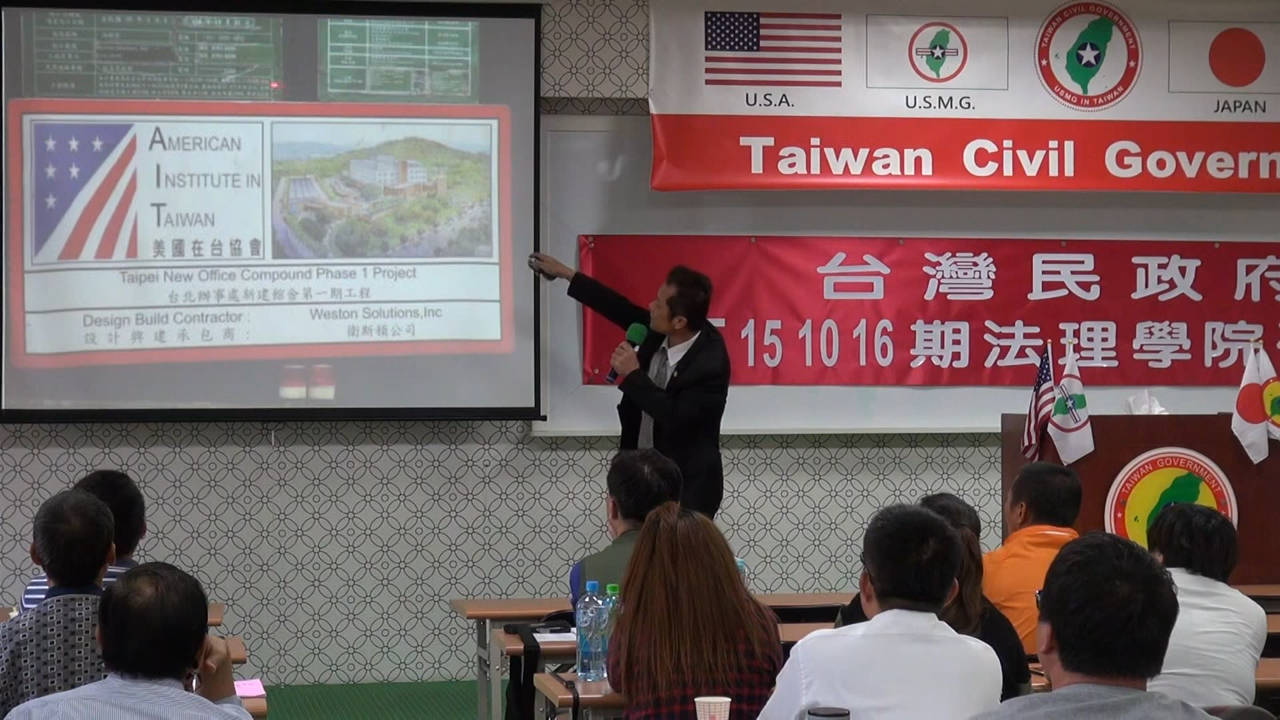 AMERICAN
INSTITUTE IN
TAIWAN
美國在台協會
Taipei New Office Compound Phase 1 Project
台北辦事處新建館舍第一期工程
Design Build Contractor : Weston Solutions,Inc
設計興建承包商: 衛斯頓公司
U.S.A.
U.S.M.G.
TAIWAN CIVIL GOVERNMENT
USMG IN TAIWAN
JAPAN
Taiwan Civil Govern
台灣民政府
15 10 16 期法理學院
TAIWAN GOVERNMENT